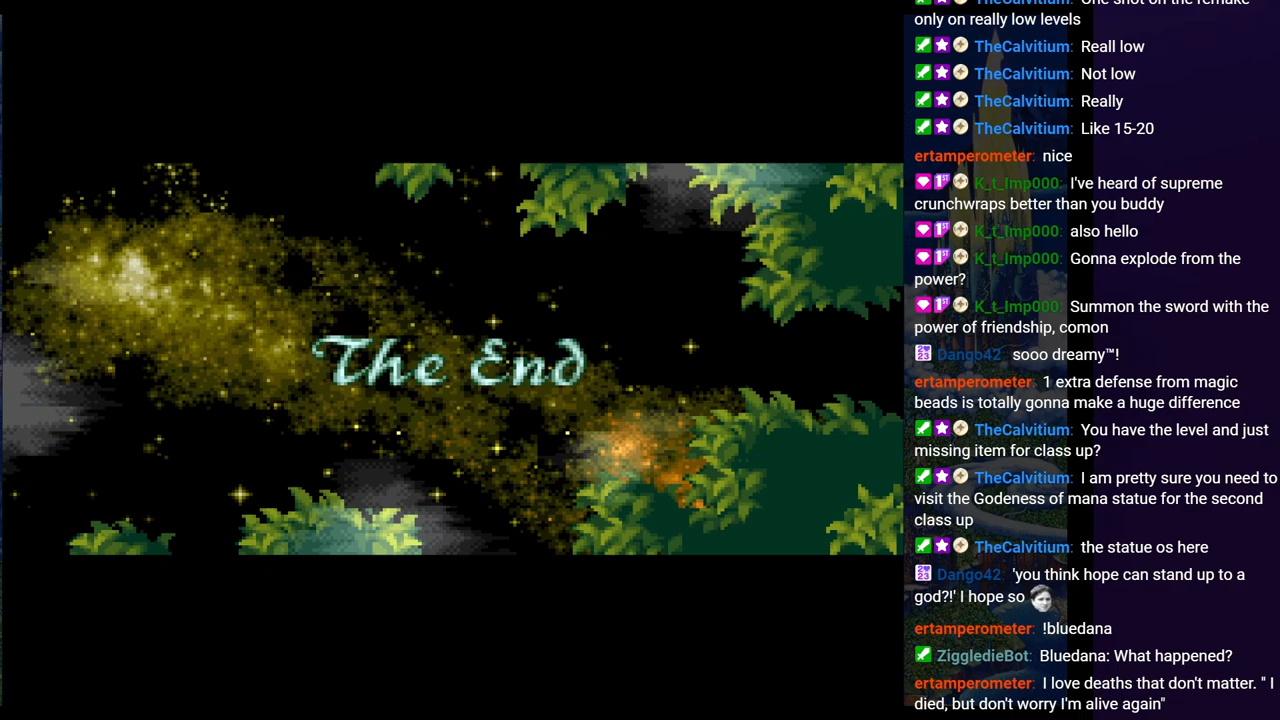 The End
TheCalvitium: One shot on the remake
only on really low levels
TheCalvitium: Reall low
TheCalvitium: Not low
TheCalvitium: Really
TheCalvitium: Like 15-20
ertamperometer: nice
K_t_Imp000: I've heard of supreme
crunchwraps better than you buddy
K_t_Imp000: also hello
K_t_Imp000: Gonna explode from the
power?
K_t_Imp000: Summon the sword with the
power of friendship, comon
Dango42: sooo dreamy™!
ertamperometer: 1 extra defense from magic
beads is totally gonna make a huge difference
TheCalvitium: You have the level and just
missing item for class up?
TheCalvitium: I am pretty sure you need to
visit the Godeness of mana statue for the second
class up
TheCalvitium: the statue os here
Dango42: 'you think hope can stand up to a
god?!' I hope so
ertamperometer: !bluedana
ZiggledieBot: Bluedana: What happened?
ertamperometer: I love deaths that don't matter. " I
died, but don't worry I'm alive again"